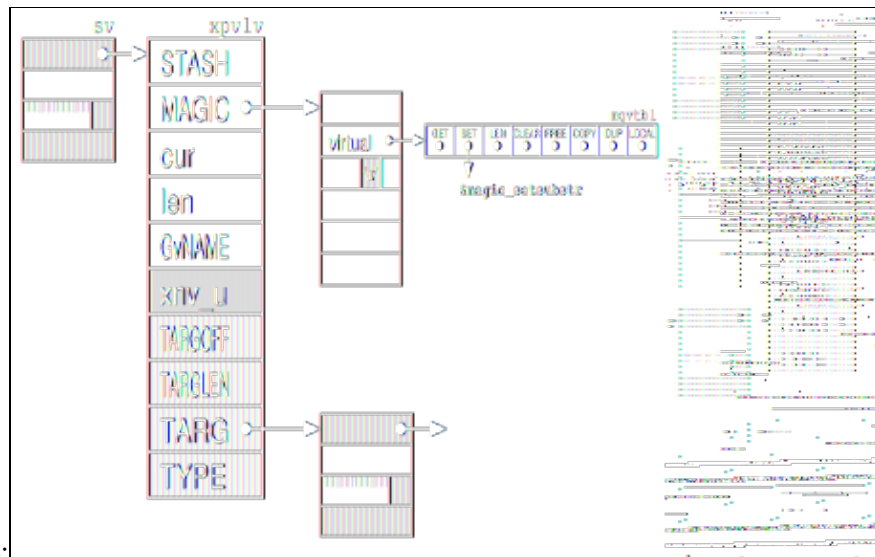 sv
xpvlv
STASH
MAGIC
cur
len
GvNAME
xnv_u
TARGOFF
TARGLEN
TARG
TYPE
virtual
'x'
mgvtbl
GET SET LEN CLEAR FREE COPY DUP LOCAL
&magic_setsubstr